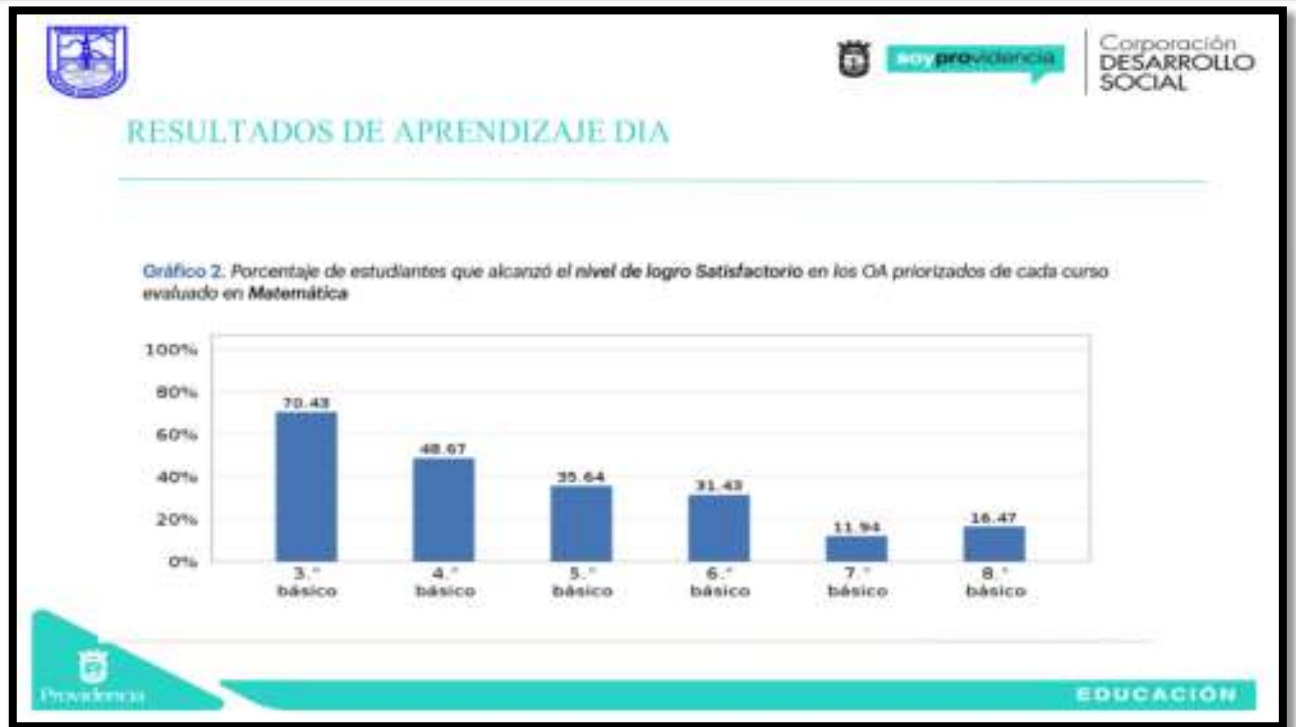 soyprovidencia
Corporación
DESARROLLO
SOCIAL
RESULTADOS DE APRENDIZAJE DIA
Gráfico 2. Porcentaje de estudiantes que alcanzó el nivel de logro Satisfactorio en los OA priorizados de cada curso
evaluado en Matemática
100%
80%
60%
40%
20%
0%
70.43
48.67
35.64
31.43
11.94
16.47
3.° 4.° 5.° 6.° 7.° 8.°
básico básico básico básico básico básico
Providencia
EDUCACIÓN